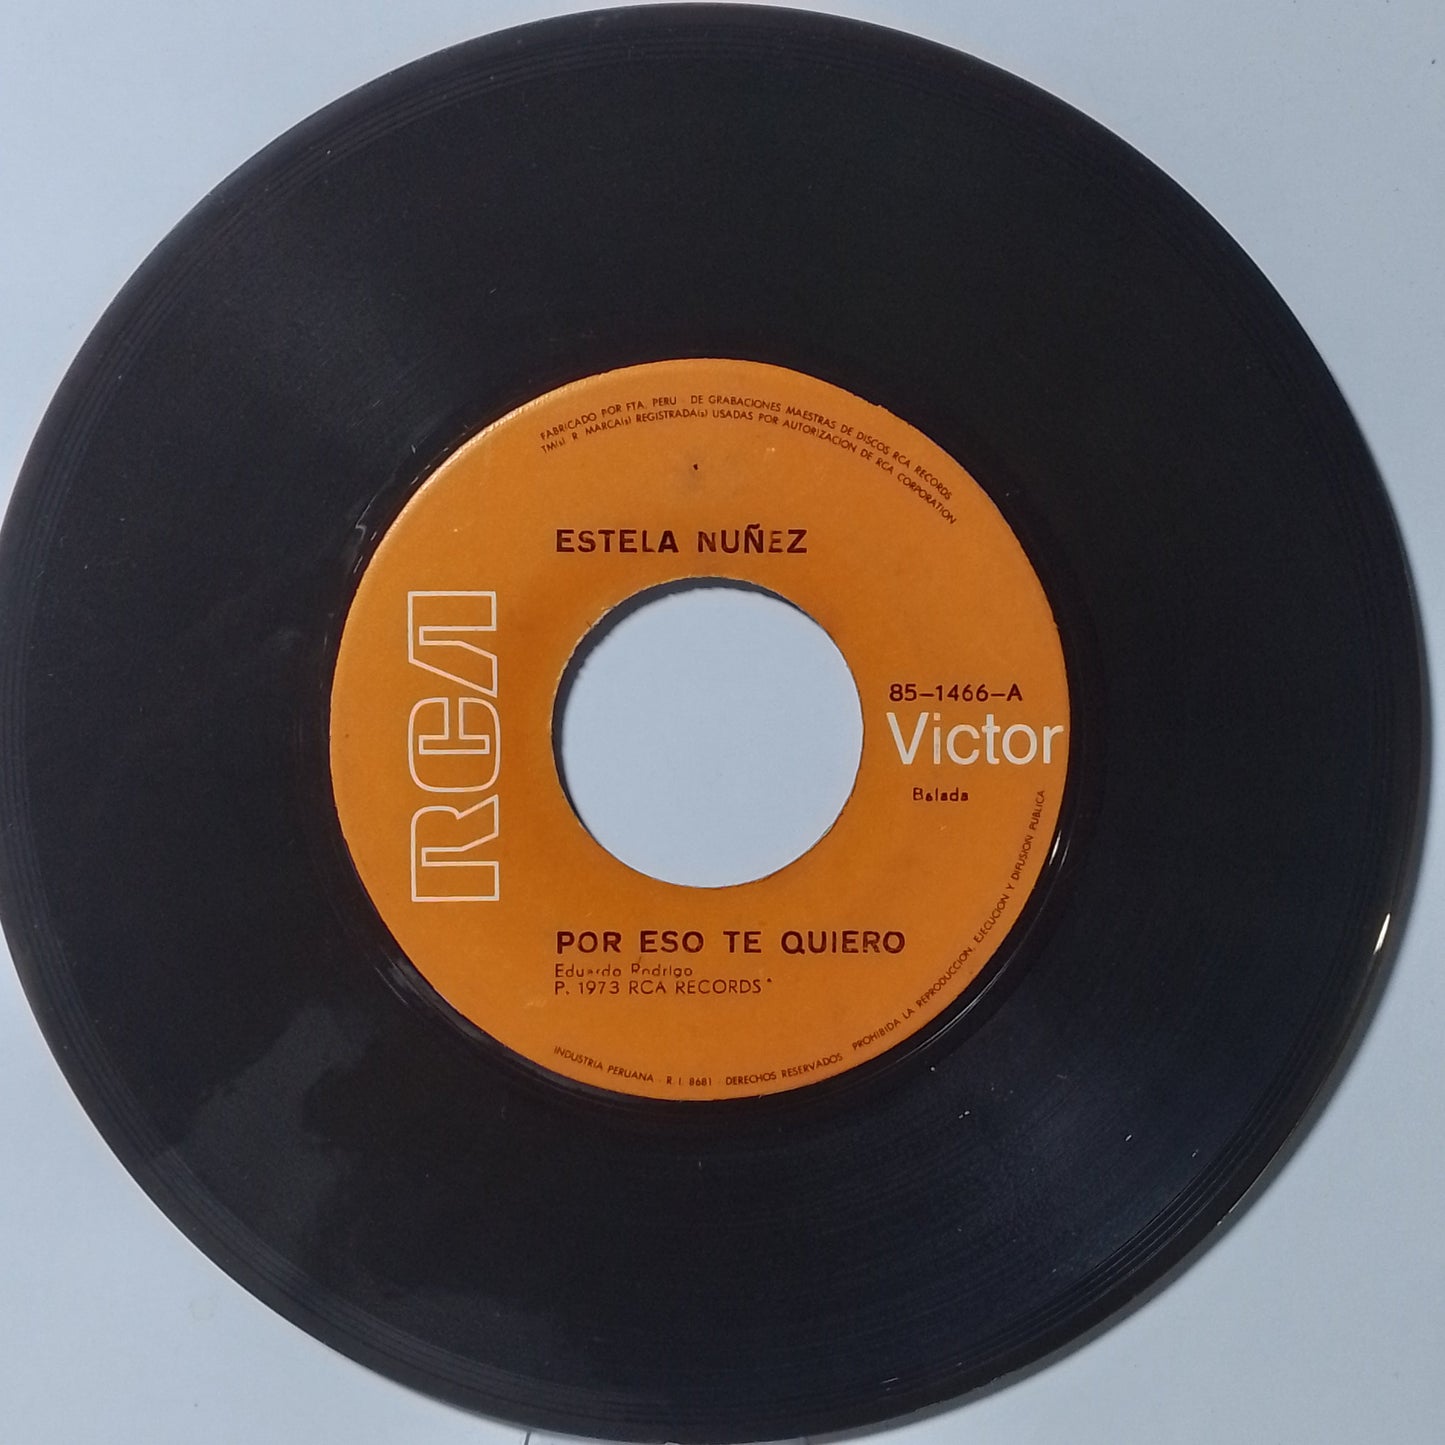 FABRICADO POR FTA. PERU · DE GRABACIONES MAESTRAS DE DISCOS RCA RECORDS
TM(s) R MARCA(s) REGISTRADA(s) USADAS POR AUTORIZACION DE RCA CORPORATION
ESTELA NUÑEZ
RCA
85-1466-A
Victor
Balada
POR ESO TE QUIERO
Eduardo Rodrigo
P. 1973 RCA RECORDS
INDUSTRIA PERUANA · R. I. 8681 · DERECHOS RESERVADOS PROHIBIDA LA REPRODUCCION, EJECUCION Y DIFUSION PUBLICA